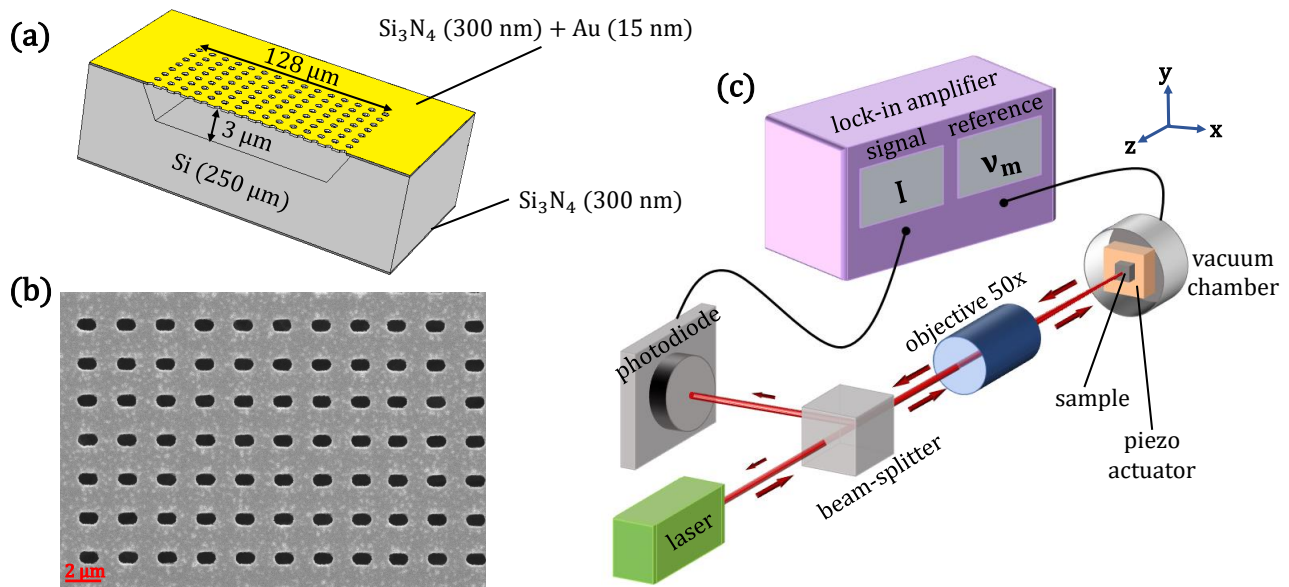 (a)
Si₃N₄ (300 nm) + Au (15 nm)
128 μm
3 μm
Si (250 μm)
Si₃N₄ (300 nm)
(b)
2 μm
(c)
lock-in amplifier
signal
reference
I
νₘ
y
x
z
vacuum
chamber
objective 50x
photodiode
sample
piezo
actuator
beam-splitter
laser